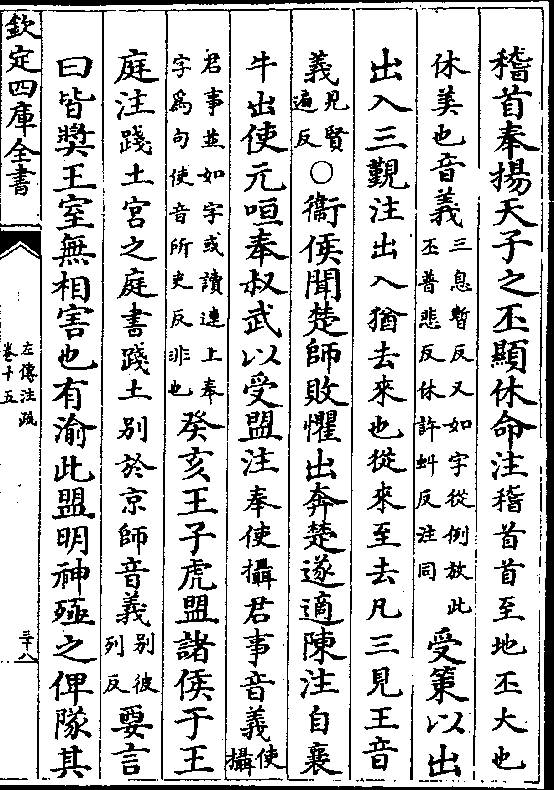 稽首奉揚天子之丕顯休命注稽首首至地丕大也
休美也音義三息暫反又如字從例放此丕普悲反休許虯反注同受策以出
出入三覲注出入猶去來也從來至去凡三見王音
義見賢遍反○衞侯聞楚師敗懼出奔楚遂適陳注自襄
牛出使元咺奉叔武以受盟注奉使攝君事音義使攝
君事並如字或讀連上奉字爲句使音所吏反非也癸亥王子虎盟諸侯于王
庭注踐土宮之庭書踐土别於京師音義别彼列反要言
曰皆奬王室無相害也有渝此盟明神殛之俾隊其
欽定四庫全書
左傳注疏
卷十五
三十八